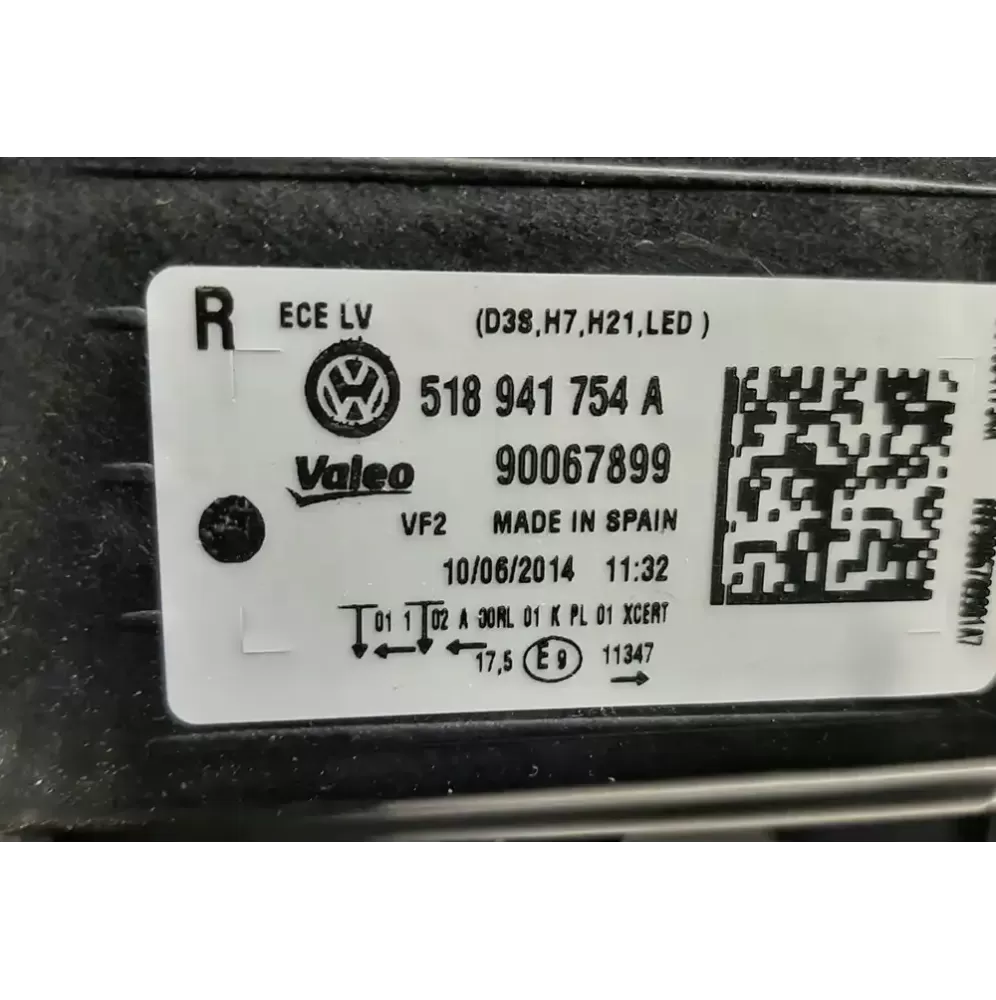 R ECE LV (D3S,H7,H21,LED )
518 941 754 A
Valeo 90067899
VF2 MADE IN SPAIN
10/06/2014 11:32
01 1 02 A 00RL 01 K PL 01 XCERT
17,5 E9 11347